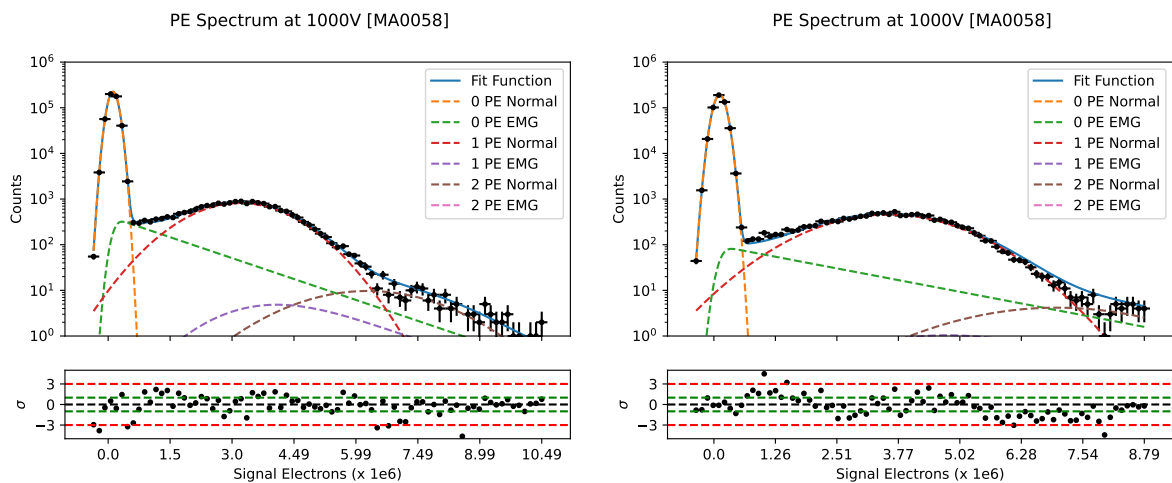 PE Spectrum at 1000V [MA0058]
10^6
10^5
10^4
10^3
10^2
10^1
10^0
Counts
Fit Function
0 PE Normal
0 PE EMG
1 PE Normal
1 PE EMG
2 PE Normal
2 PE EMG
3
0
−3
σ
0.0 1.5 3.0 4.49 5.99 7.49 8.99 10.49
Signal Electrons (x 1e6)
PE Spectrum at 1000V [MA0058]
10^6
10^5
10^4
10^3
10^2
10^1
10^0
Counts
Fit Function
0 PE Normal
0 PE EMG
1 PE Normal
1 PE EMG
2 PE Normal
2 PE EMG
3
0
−3
σ
0.0 1.26 2.51 3.77 5.02 6.28 7.54 8.79
Signal Electrons (x 1e6)